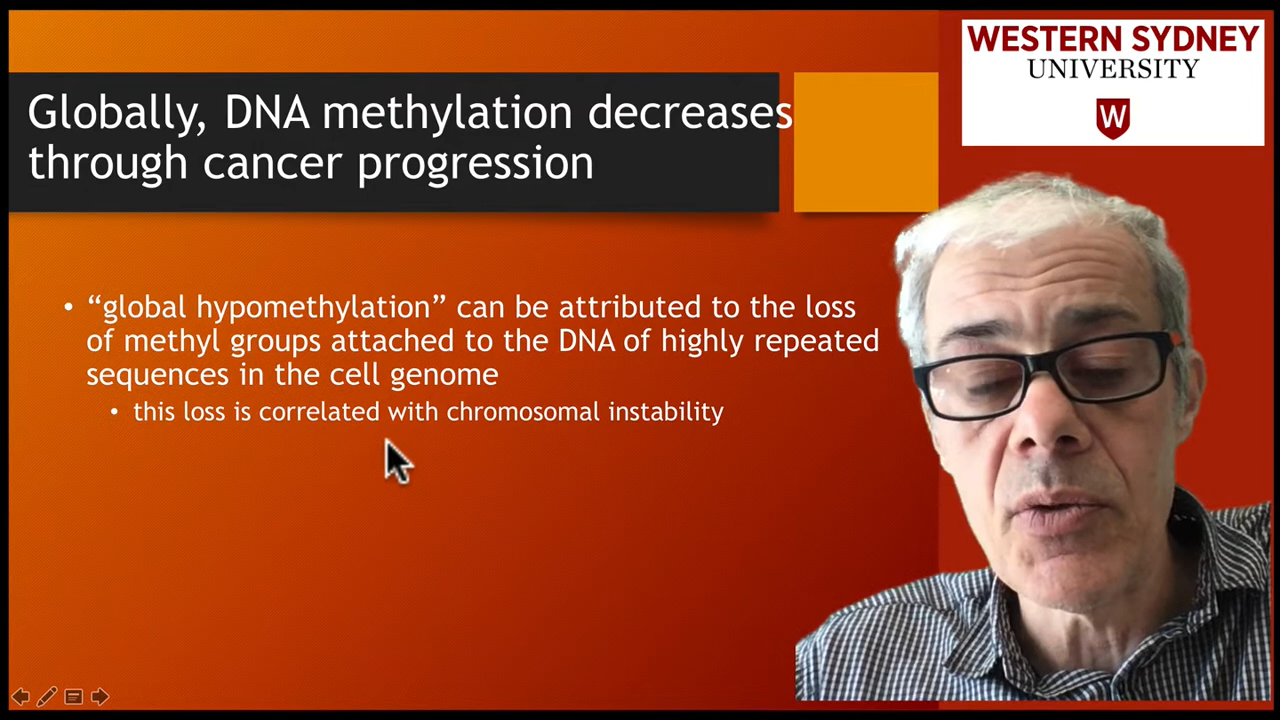 WESTERN SYDNEY
UNIVERSITY
W
Globally, DNA methylation decreases
through cancer progression
• “global hypomethylation” can be attributed to the loss
of methyl groups attached to the DNA of highly repeated
sequences in the cell genome
• this loss is correlated with chromosomal instability